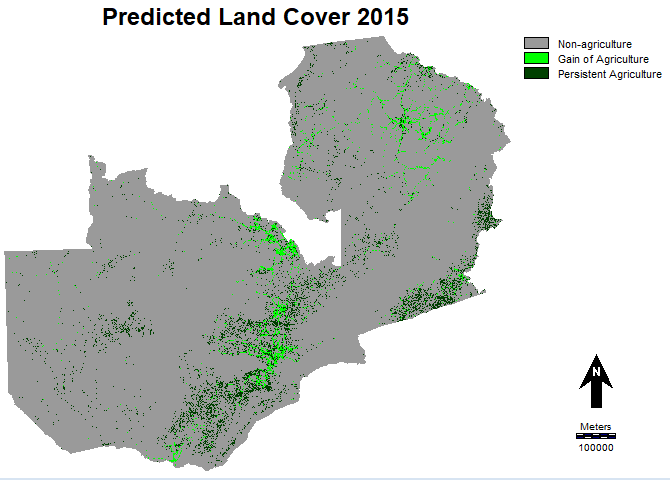 Predicted Land Cover 2015
Non-agriculture
Gain of Agriculture
Persistent Agriculture
N
Meters
100000